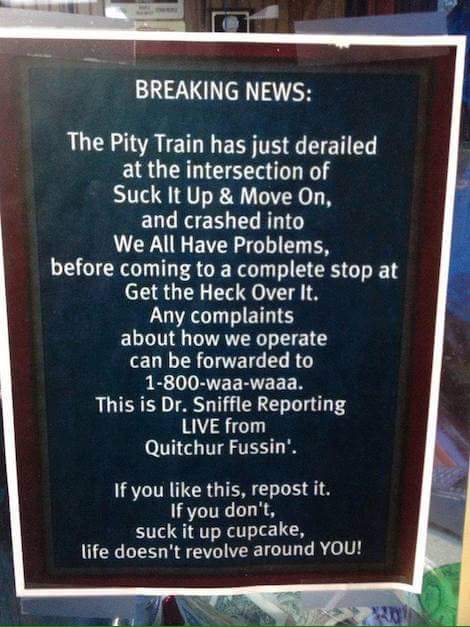 BREAKING NEWS:
The Pity Train has just derailed
at the intersection of
Suck It Up & Move On,
and crashed into
We All Have Problems,
before coming to a complete stop at
Get the Heck Over It.
Any complaints
about how we operate
can be forwarded to
1-800-waa-waaa.
This is Dr. Sniffle Reporting
LIVE from
Quitchur Fussin'.
If you like this, repost it.
If you don't,
suck it up cupcake,
life doesn't revolve around YOU!